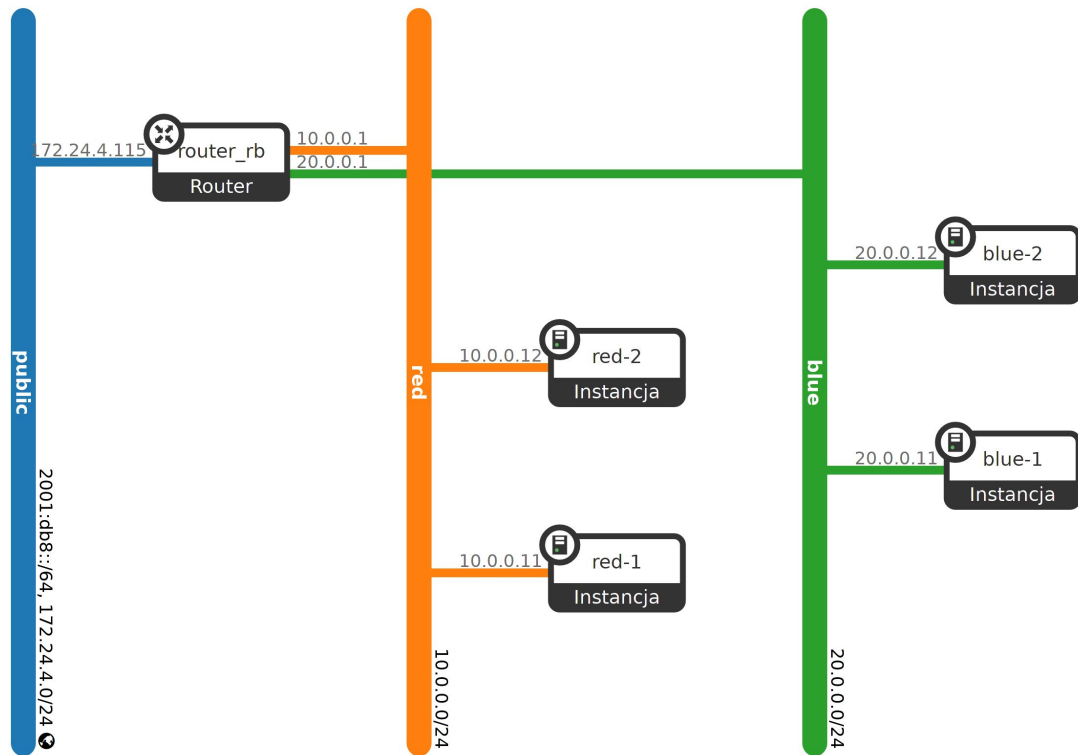 public
2001:db8::/64, 172.24.4.0/24
172.24.4.115
router_rb
Router
10.0.0.1
20.0.0.1
red
10.0.0.0/24
10.0.0.12
red-2
Instancja
10.0.0.11
red-1
Instancja
blue
20.0.0.0/24
20.0.0.12
blue-2
Instancja
20.0.0.11
blue-1
Instancja